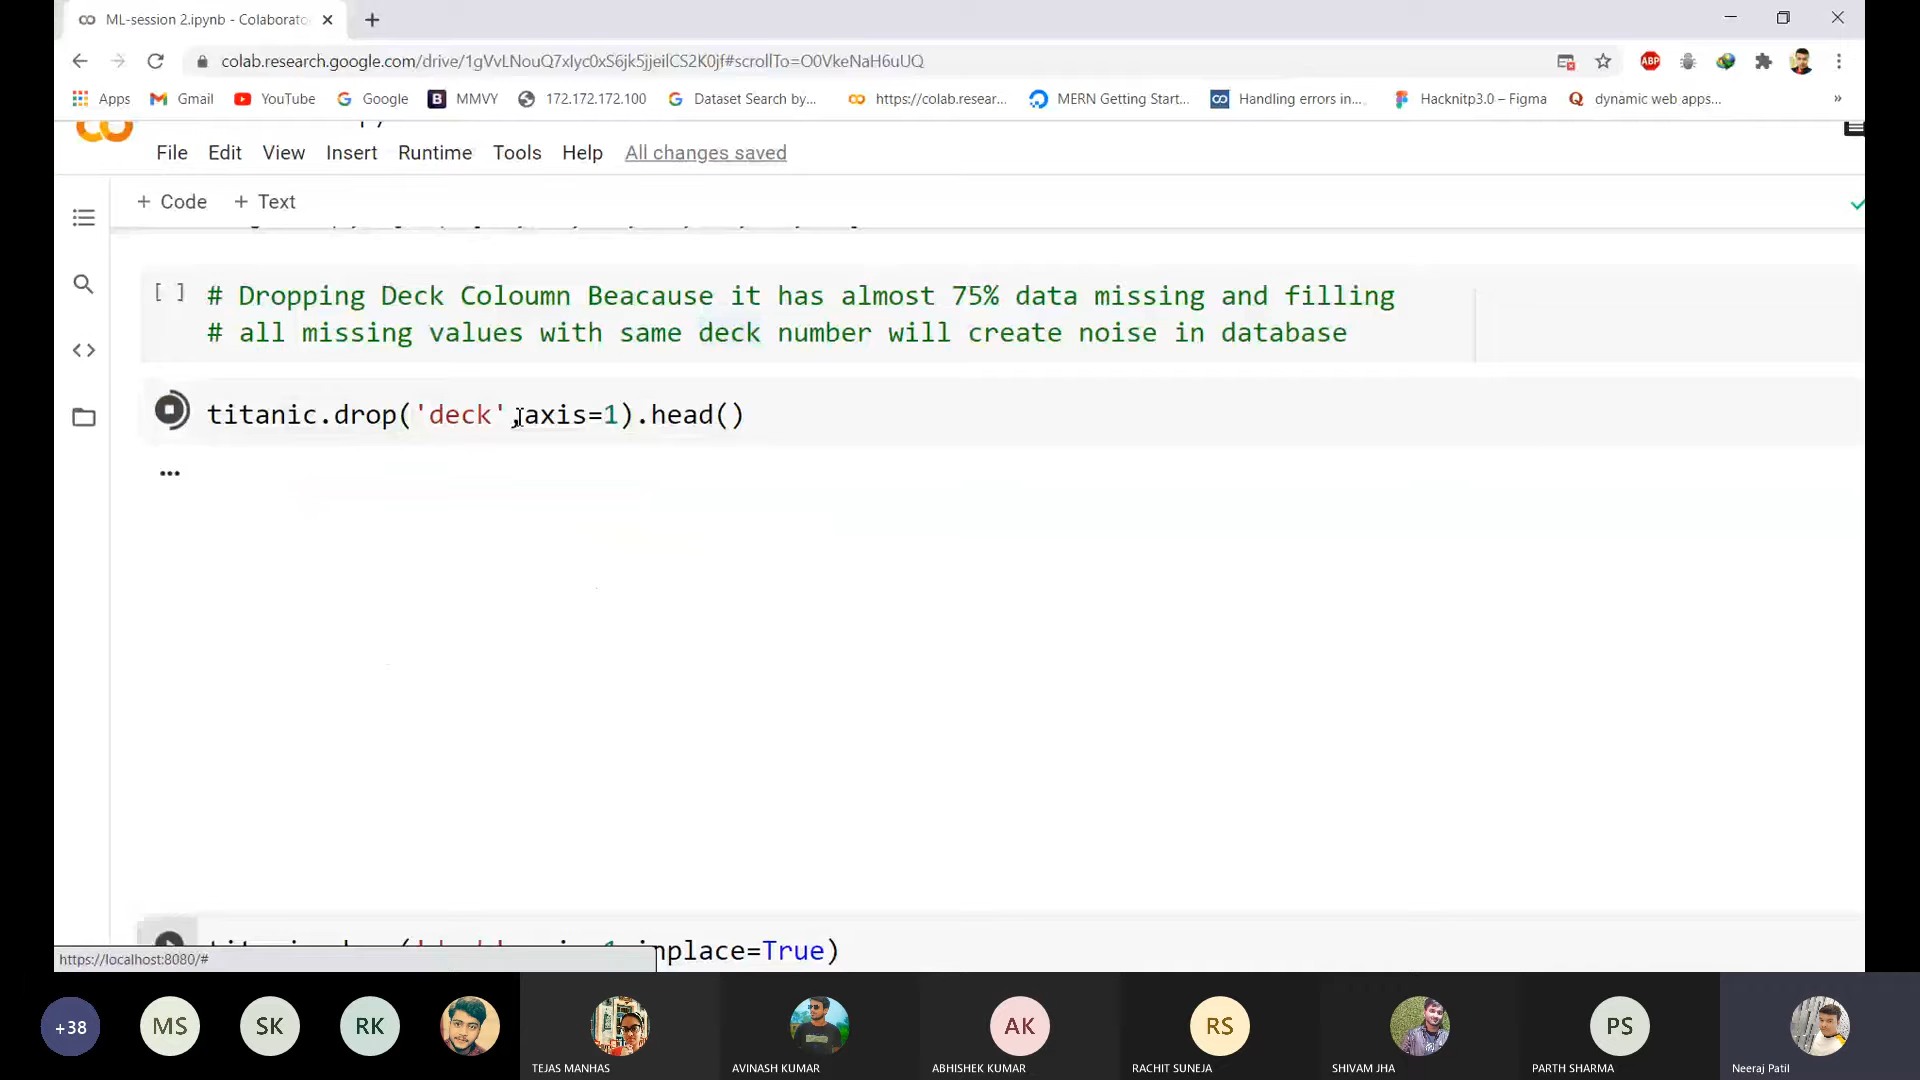 ML-session 2.ipynb - Colaborato
colab.research.google.com/drive/1gVvLNouQ7xIyc0xS6jk5jjeilCS2K0jf#scrollTo=O0VkeNaH6uUQ
ABP
Apps Gmail YouTube Google MMVY 172.172.172.100 Dataset Search by... https://colab.resear... MERN Getting Start... Handling errors in... Hacknitp3.0 – Figma dynamic web apps... »
File Edit View Insert Runtime Tools Help All changes saved
+ Code + Text
[ ] # Dropping Deck Coloumn Beacause it has almost 75% data missing and filling
# all missing values with same deck number will create noise in database
titanic.drop('deck',axis=1).head()
...
inplace=True)
https://localhost:8080/#
+38 MS SK RK AK RS PS
TEJAS MANHAS AVINASH KUMAR ABHISHEK KUMAR RACHIT SUNEJA SHIVAM JHA PARTH SHARMA Neeraj Patil